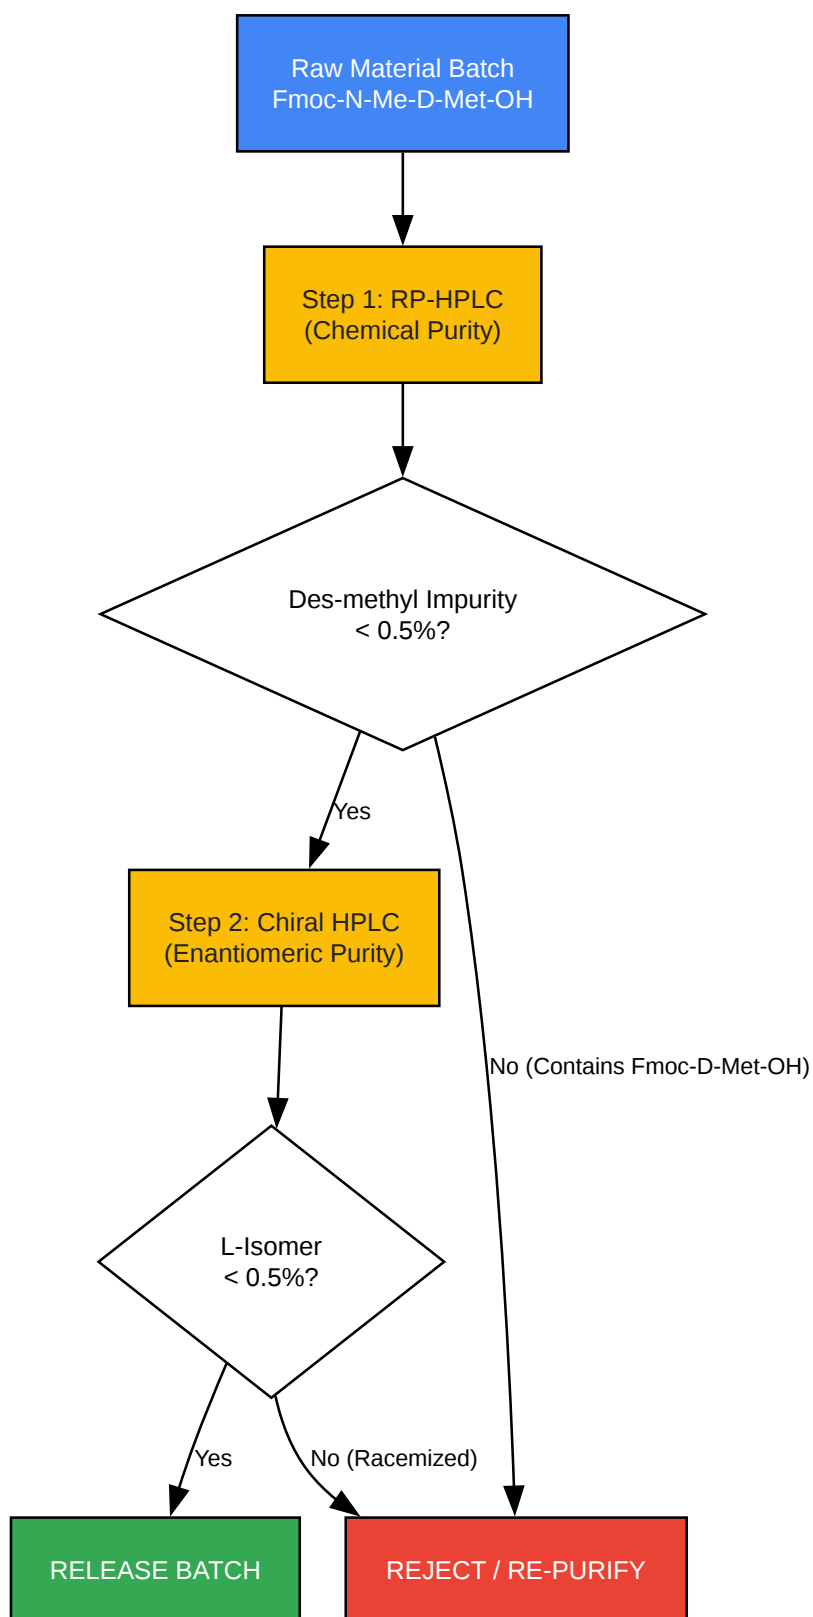 Raw Material Batch
Fmoc-N-Me-D-Met-OH
Step 1: RP-HPLC
(Chemical Purity)
Des-methyl Impurity
< 0.5%?
Yes
Step 2: Chiral HPLC
(Enantiomeric Purity)
No (Contains Fmoc-D-Met-OH)
L-Isomer
< 0.5%?
Yes
No (Racemized)
RELEASE BATCH
REJECT / RE-PURIFY